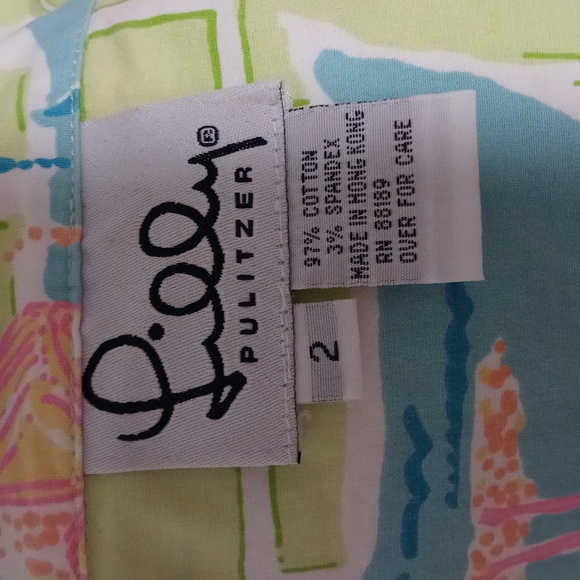 Lilly®
PULITZER
97% COTTON
3% SPANDEX
MADE IN HONG KONG
RN 88189
OVER FOR CARE
2